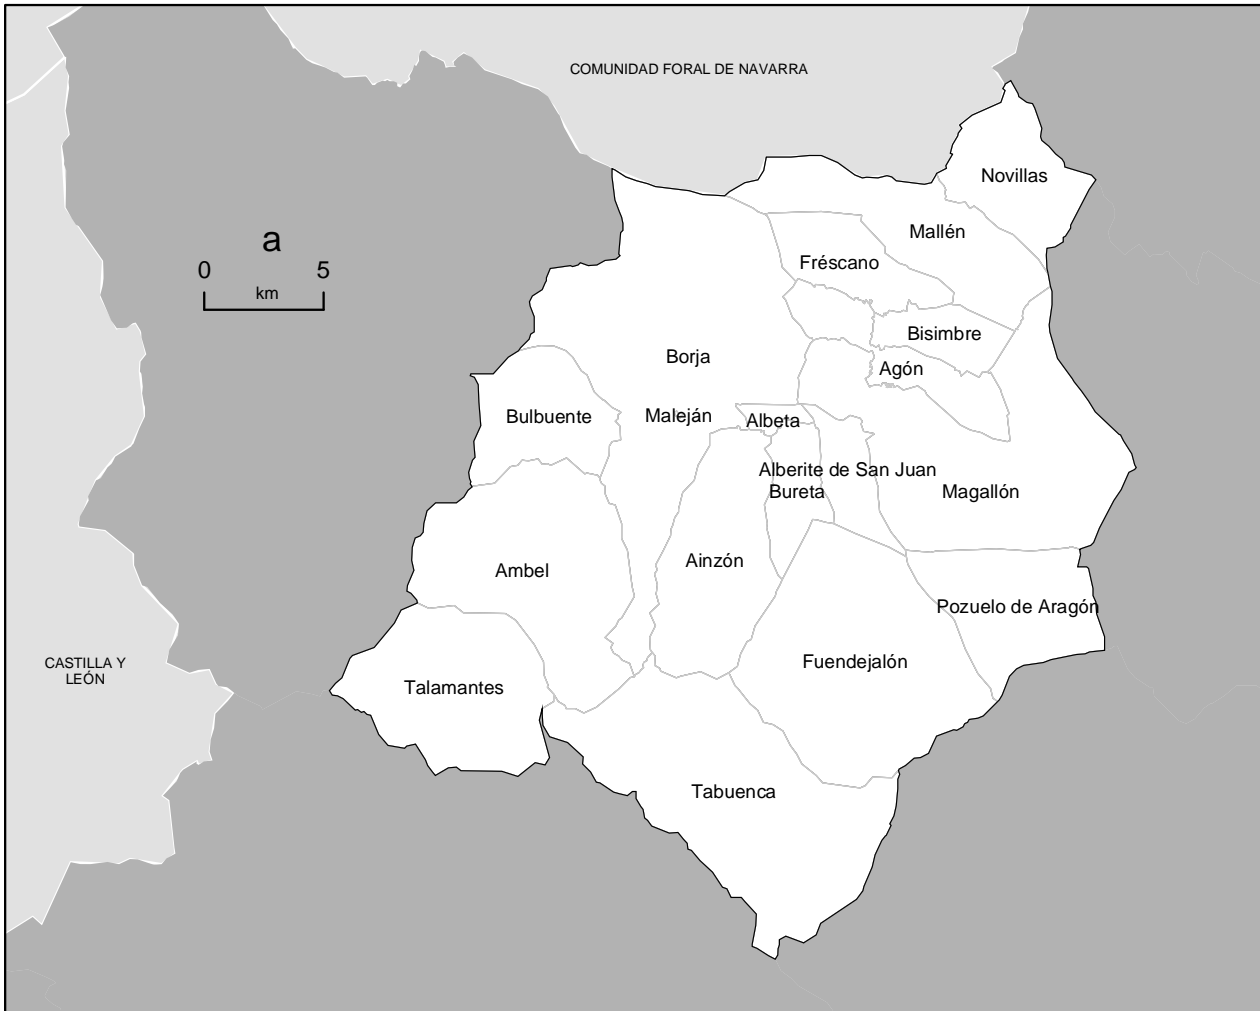 COMUNIDAD FORAL DE NAVARRA
Novillas
Mallén
a
Fréscano
0 5
km
Bisimbre
Borja
Agón
Bulbuente
Maleján
Albeta
Alberite de San Juan
Bureta
Magallón
Ainzón
Ambel
Pozuelo de Aragón
CASTILLA Y
LEÓN
Fuendejalón
Talamantes
Tabuenca